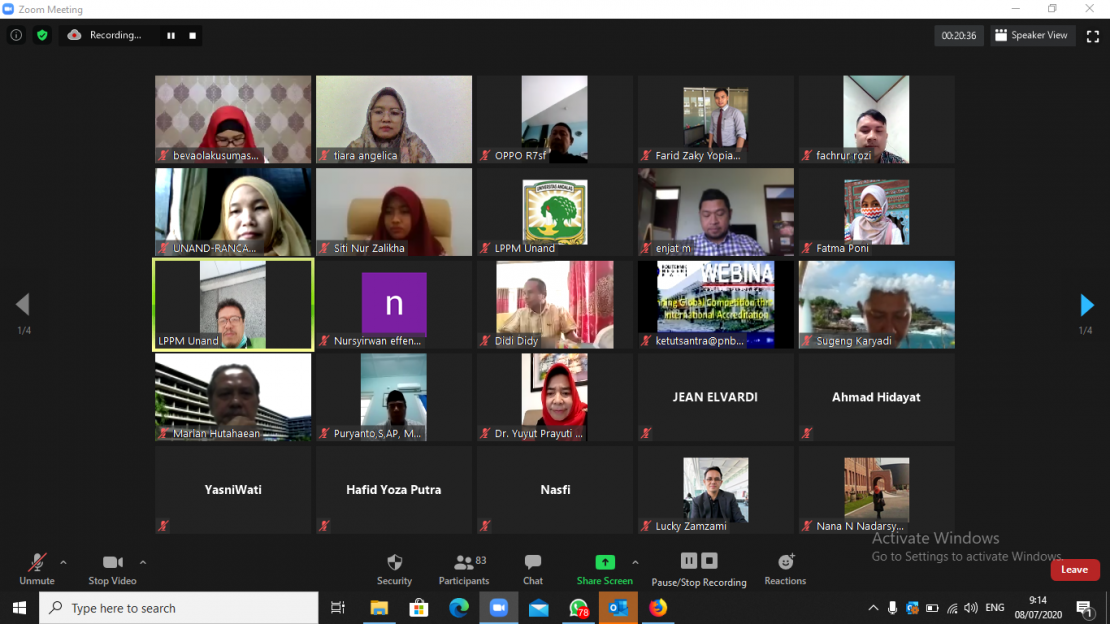 Zoom Meeting
Recording...
00:20:36
Speaker View
bevaolakusumas...
tiara angelica
OPPO R7sf
Farid Zaky Yopia...
fachrur rozi
UNAND-RANCA...
Siti Nur Zalikha
UNIVERSITAS ANDALAS
LPPM Unand
enjat m
Fatma Poni
1/4
LPPM Unand
n
Nursyirwan effen...
Didi Didy
WEBINA
Global Competition thr
International Accreditation
ketutsantra@pnb...
Sugeng Karyadi
1/4
Marlan Hutahaean
Puryanto,S,AP, M...
Dr. Yuyut Prayuti ...
JEAN ELVARDI
Ahmad Hidayat
YasniWati
Hafid Yoza Putra
Nasfi
Lucky Zamzami
Nana N Nadarsy...
Activate Windows
Go to Settings to activate Windows.
Unmute
Stop Video
Security
83
Participants
Chat
Share Screen
Pause/Stop Recording
Reactions
Leave
Type here to search
78
ENG
9:14
08/07/2020
1